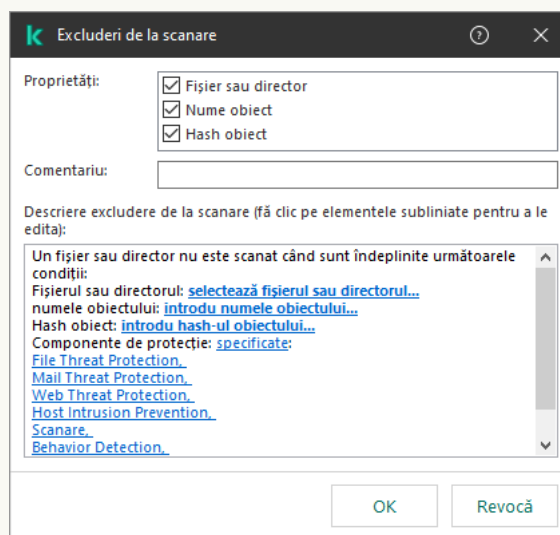 Excluderi de la scanare
Proprietăți:
Fișier sau director
Nume obiect
Hash obiect
Comentariu:
Descriere excludere de la scanare (fă clic pe elementele subliniate pentru a le
edita):
Un fișier sau director nu este scanat când sunt îndeplinite următoarele
condiții:
Fișierul sau directorul: selectează fișierul sau directorul...
numele obiectului: introdu numele obiectului...
Hash obiect: introdu hash-ul obiectului...
Componente de protecție: specificate:
File Threat Protection,
Mail Threat Protection,
Web Threat Protection,
Host Intrusion Prevention,
Scanare,
Behavior Detection,
OK
Revocă